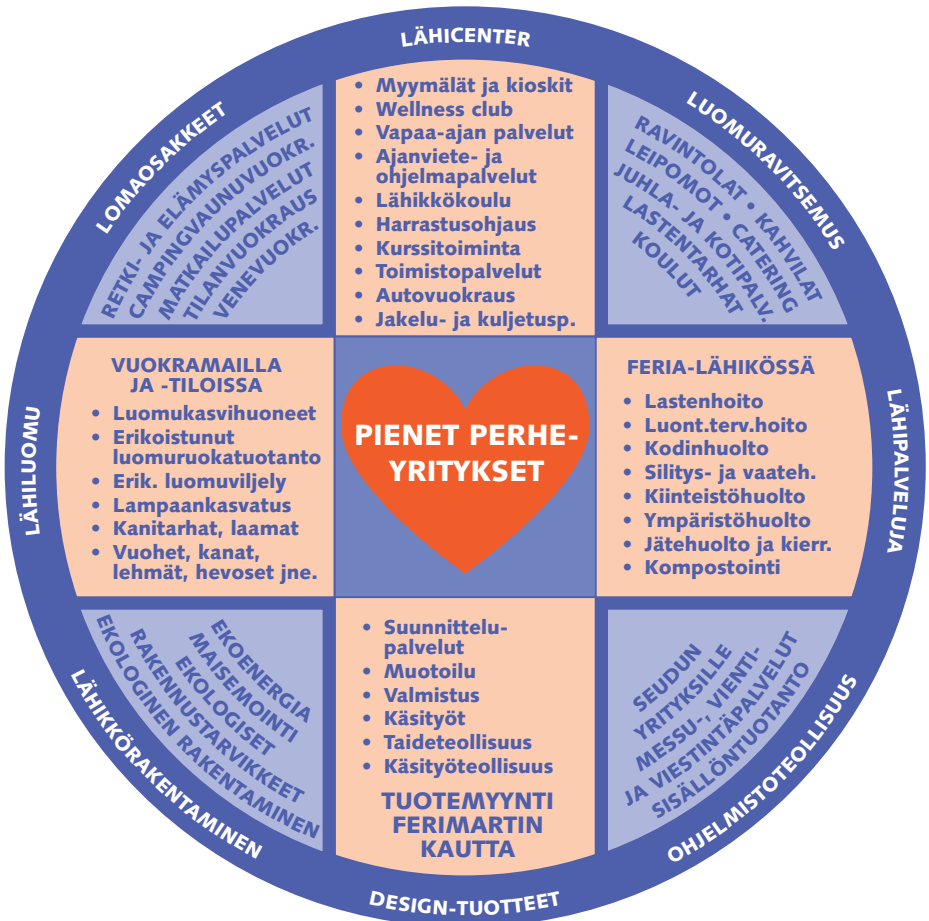 LÄHICENTER
• Myymälät ja kioskit
• Wellness club
• Vapaa-ajan palvelut
• Ajanviete- ja
ohjelmapalvelut
• Lähikkökoulu
• Harrastusohjaus
• Kurssitoiminta
• Toimistopalvelut
• Autovuokraus
• Jakelu- ja kuljetusp.
LOMAOSAKKEET
RETKI- JA ELÄMYSPALVELUT
CAMPINGVAUNUVUOKR.
MATKAILUPALVELUT
TILANVUOKRAUS
VENEVUOKR.
LUOMURAVITSEMUS
RAVINTOLAT • KAHVILAT
LEIPOMOT • CATERING
JUHLA- JA KOTIPALV.
LASTENTARHAT
KOULUT
LÄHILUOMU
VUOKRAMAILLA
JA -TILOISSA
• Luomukasvihuoneet
• Erikoistunut
luomuruokatuotanto
• Erik. luomuviljely
• Lampaankasvatus
• Kanitarhat, laamat
• Vuohet, kanat,
lehmät, hevoset jne.
PIENET PERHE-
YRITYKSET
FERIA-LÄHIKÖSSÄ
• Lastenhoito
• Luont.terv.hoito
• Kodinhuolto
• Silitys- ja vaateh.
• Kiinteistöhuolto
• Ympäristöhuolto
• Jätehuolto ja kierr.
• Kompostointi
LÄHIPALVELUJA
EKOENERGIA
MAISEMOINTI
EKOLOGISET
RAKENNUSTARVIKKEET
EKOLOGINEN RAKENTAMINEN
LÄHIKKÖRAKENTAMINEN
• Suunnittelu-
palvelut
• Muotoilu
• Valmistus
• Käsityöt
• Taideteollisuus
• Käsityöteollisuus
TUOTEMYYNTI
FERIMARTIN
KAUTTA
DESIGN-TUOTTEET
SEUDUN
YRITYKSILLE
MESSU-, VIENTI-
JA VIESTINTÄPALVELUT
SISÄLLÖNTUOTANTO
OHJELMISTOTEOLLISUUS